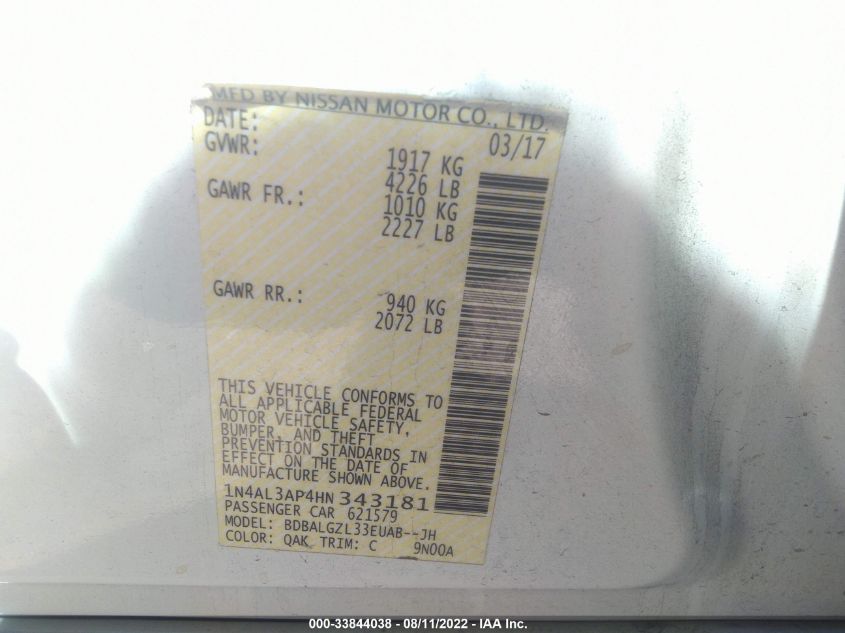 MFD BY NISSAN MOTOR CO., LTD.
DATE: 03/17
GVWR: 1917 KG
4226 LB
GAWR FR.: 1010 KG
2227 LB
GAWR RR.: 940 KG
2072 LB
THIS VEHICLE CONFORMS TO
ALL APPLICABLE FEDERAL
MOTOR VEHICLE SAFETY,
BUMPER, AND THEFT
PREVENTION STANDARDS IN
EFFECT ON THE DATE OF
MANUFACTURE SHOWN ABOVE.
1N4AL3AP4HN 343181
PASSENGER CAR 621579
MODEL: BDBALGZL33EUAB--JH
COLOR: QAK TRIM: C 9N00A
000-33844038 - 08/11/2022 - IAA Inc.